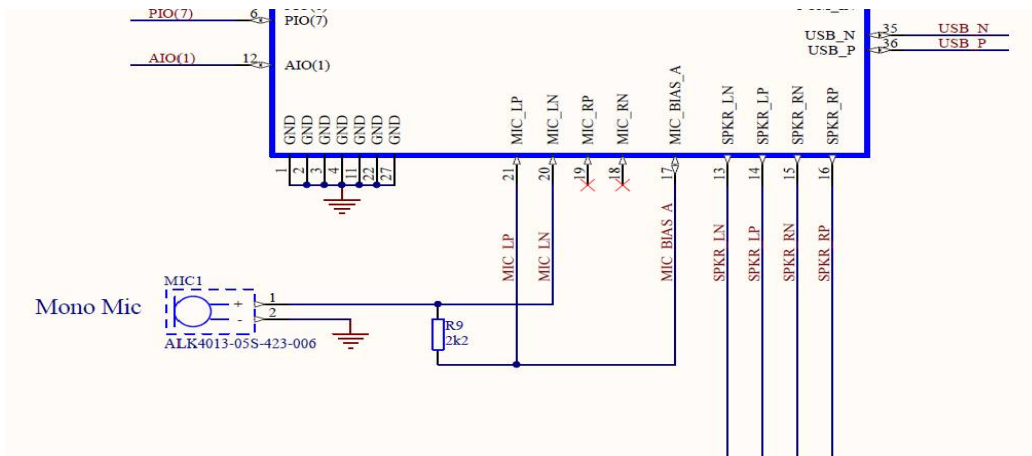 PIO(7)
6
PIO(7)
AIO(1)
12
AIO(1)
USB_N
35
USB_N
USB_P
36
USB_P
GND
GND
GND
GND
GND
GND
GND
MIC_LP
MIC_LN
MIC_RP
MIC_RN
MIC_BIAS_A
SPKR_LN
SPKR_LP
SPKR_RN
SPKR_RP
1
2
3
4
11
22
27
21
20
19
18
17
13
14
15
16
MIC_LP
MIC_LN
MIC_BIAS_A
SPKR_LN
SPKR_LP
SPKR_RN
SPKR_RP
Mono Mic
MIC1
+
1
-
2
ALK4013-05S-423-006
R9
2k2